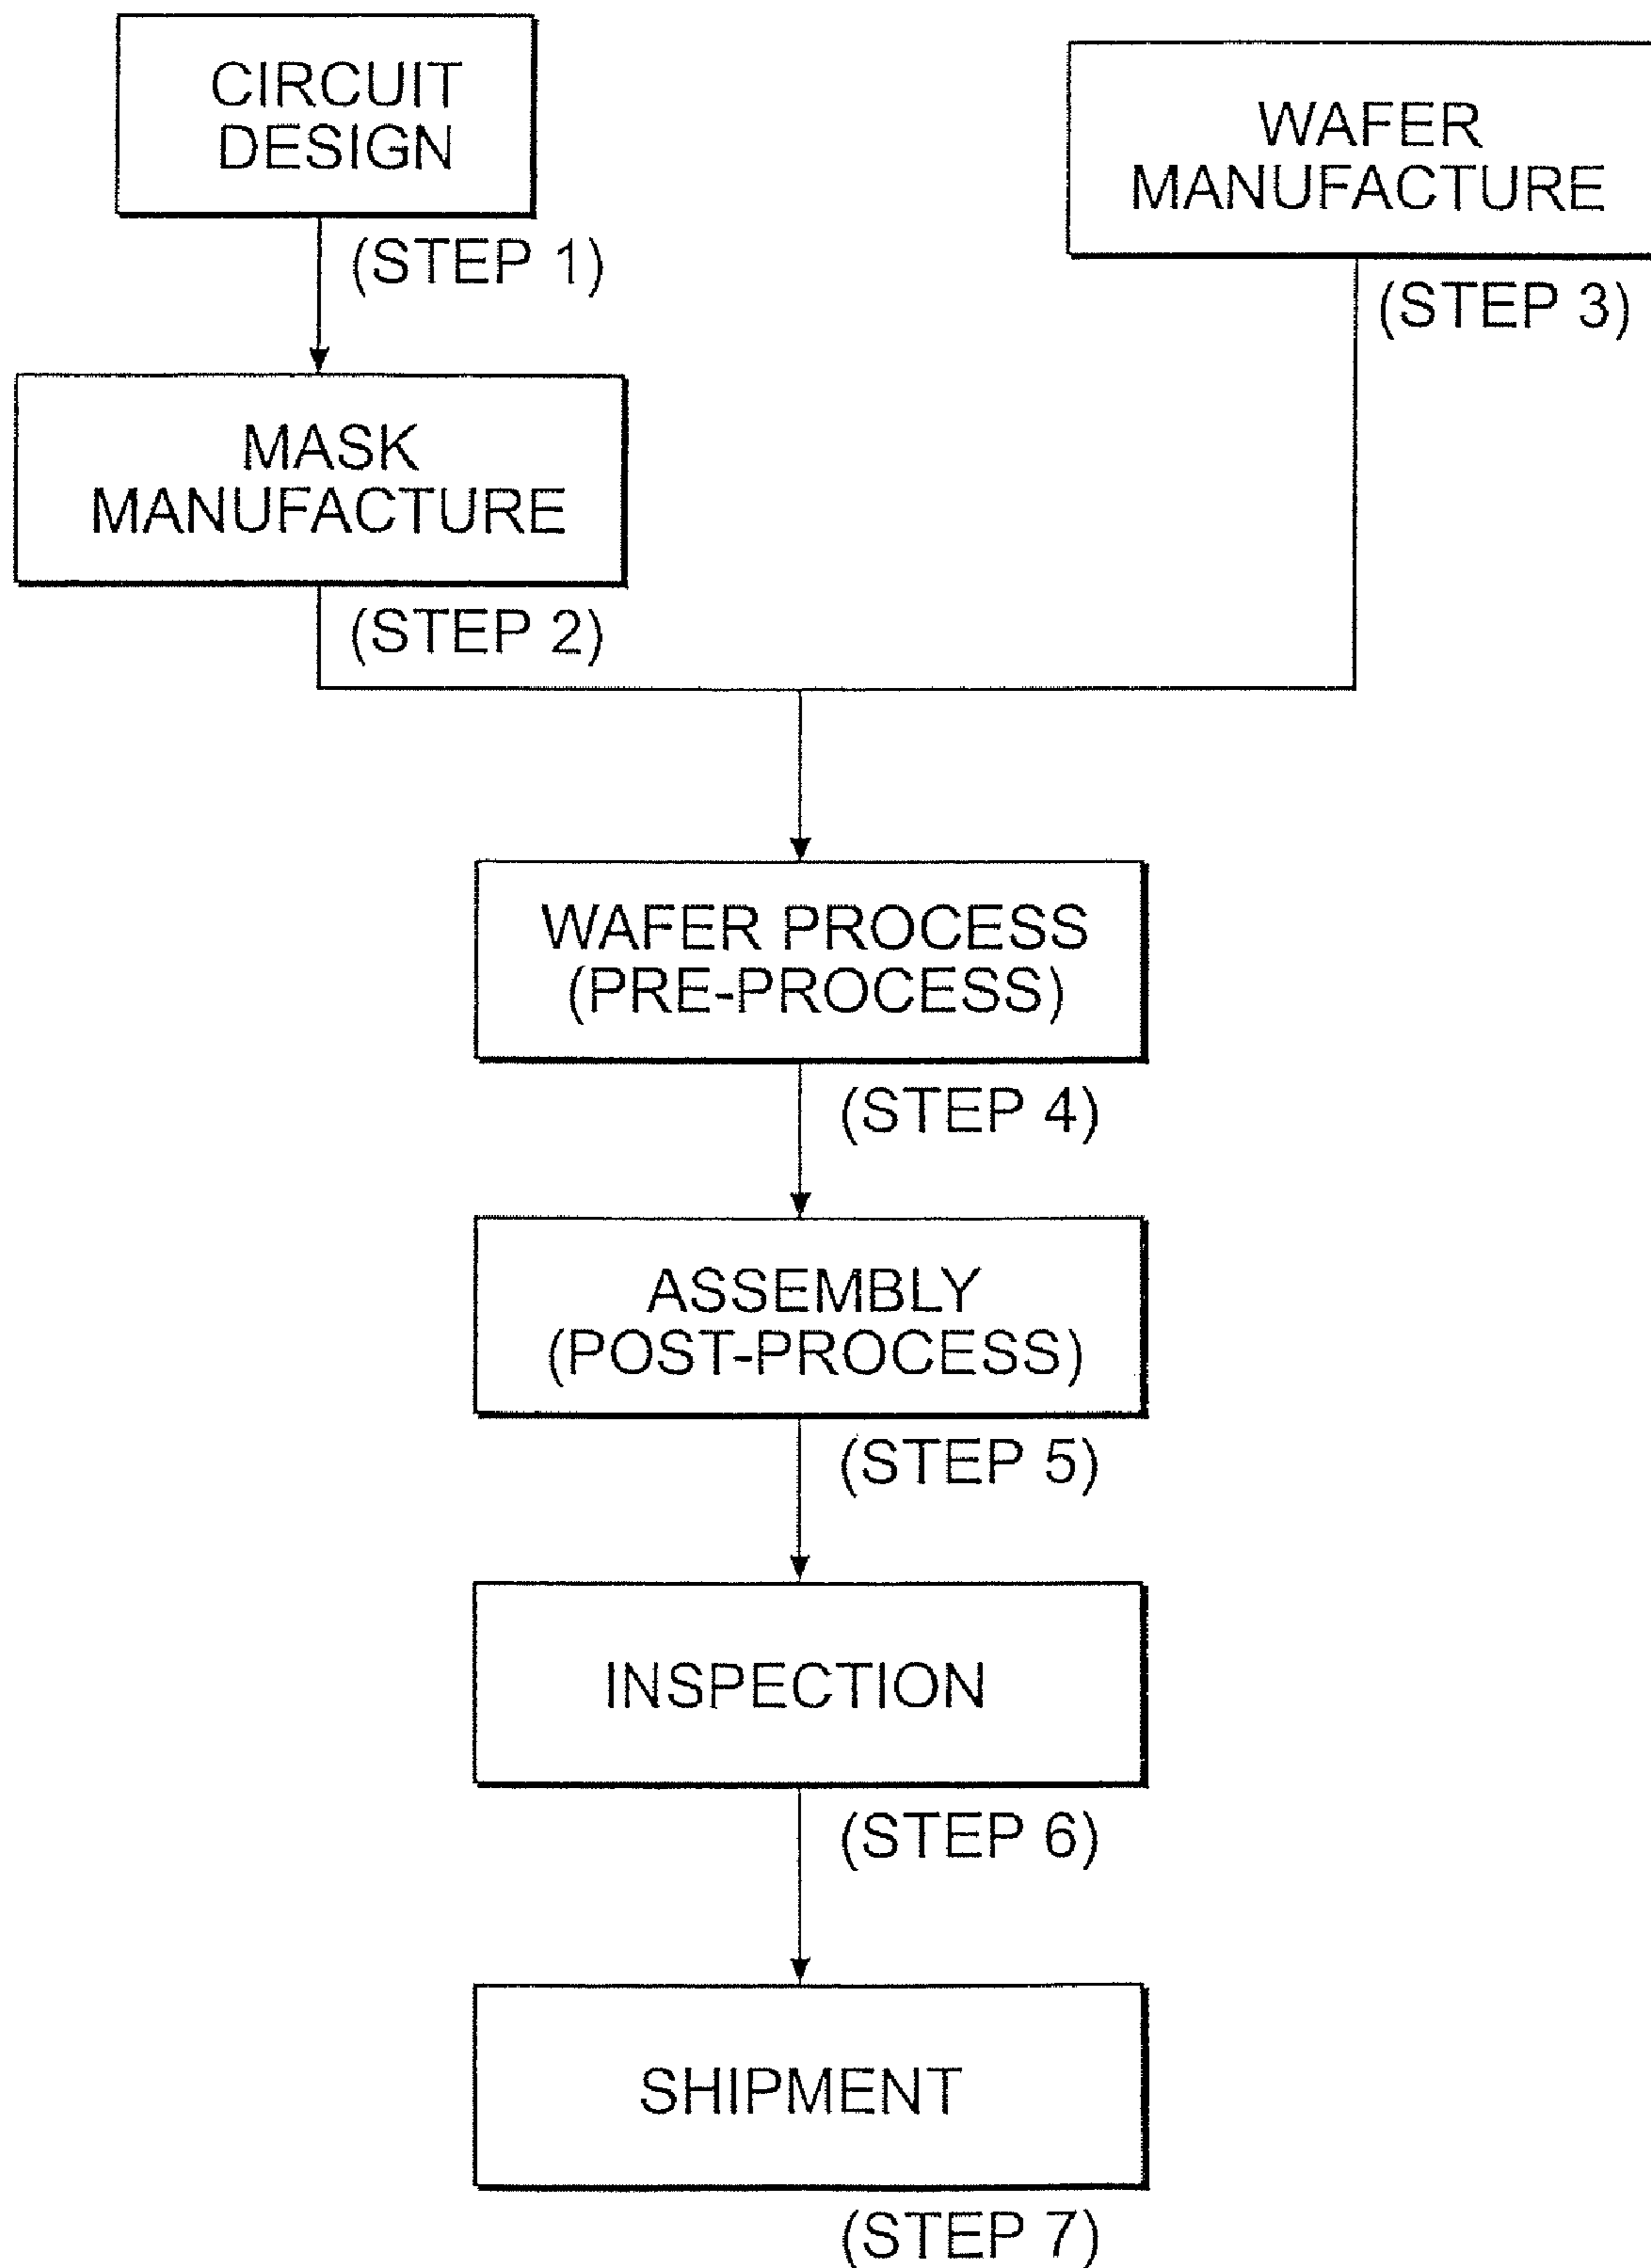 CIRCUIT
DESIGN
(STEP 1)
WAFER
MANUFACTURE
(STEP 3)
MASK
MANUFACTURE
(STEP 2)
WAFER PROCESS
(PRE-PROCESS)
(STEP 4)
ASSEMBLY
(POST-PROCESS)
(STEP 5)
INSPECTION
(STEP 6)
SHIPMENT
(STEP 7)